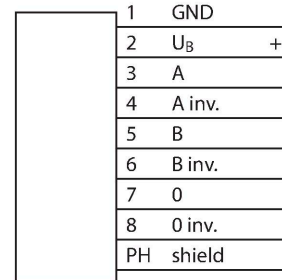 1 GND
2 U_B +
3 A
4 A inv.
5 B
6 B inv.
7 0
8 0 inv.
PH shield